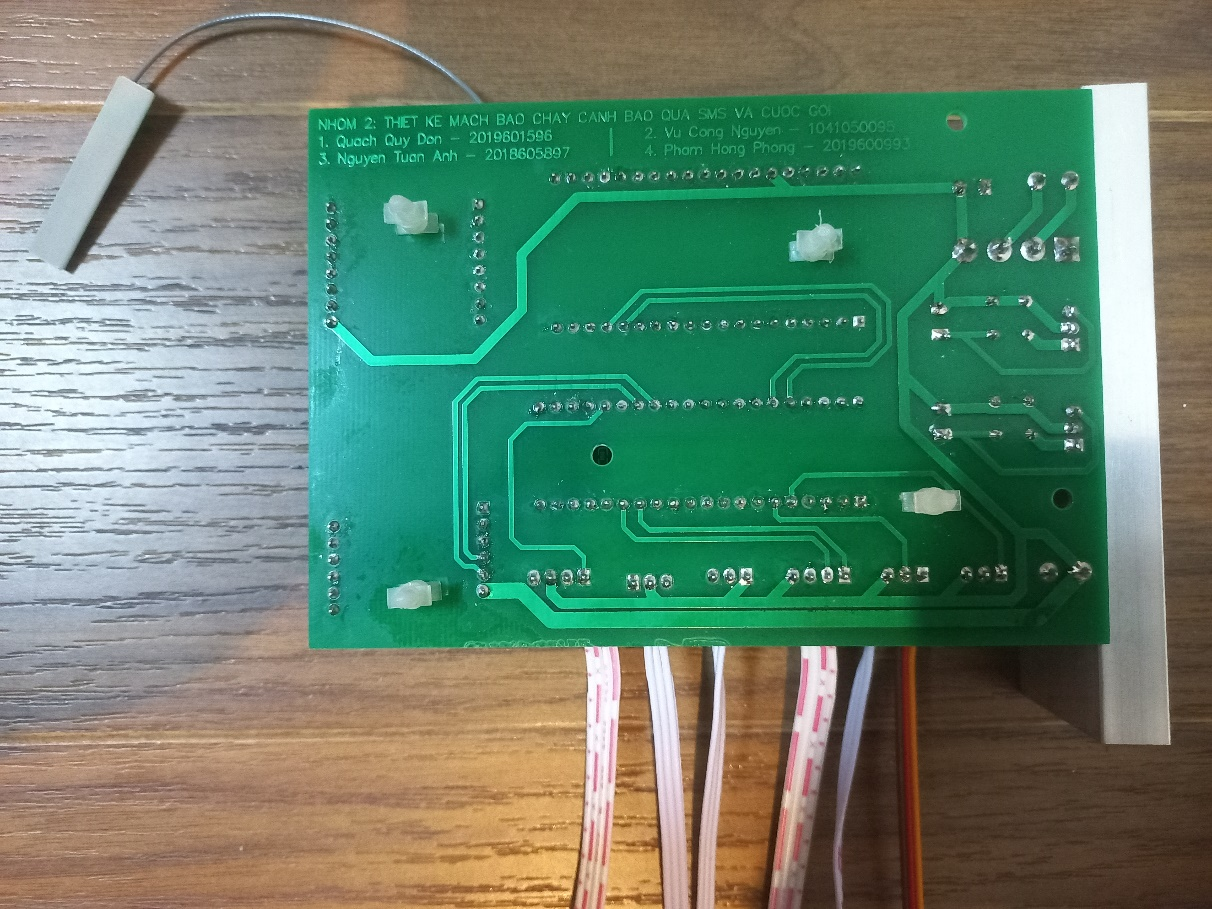 NHOM 2: THIET KE MACH BAO CHAY CANH BAO QUA SMS VA CUOC GOI
1. Quach Quy Don - 2019601596 | 2. Vu Cong Nguyen - 1041050095
3. Nguyen Tuan Anh - 2018605897 | 4. Pham Hong Phong - 2019600993